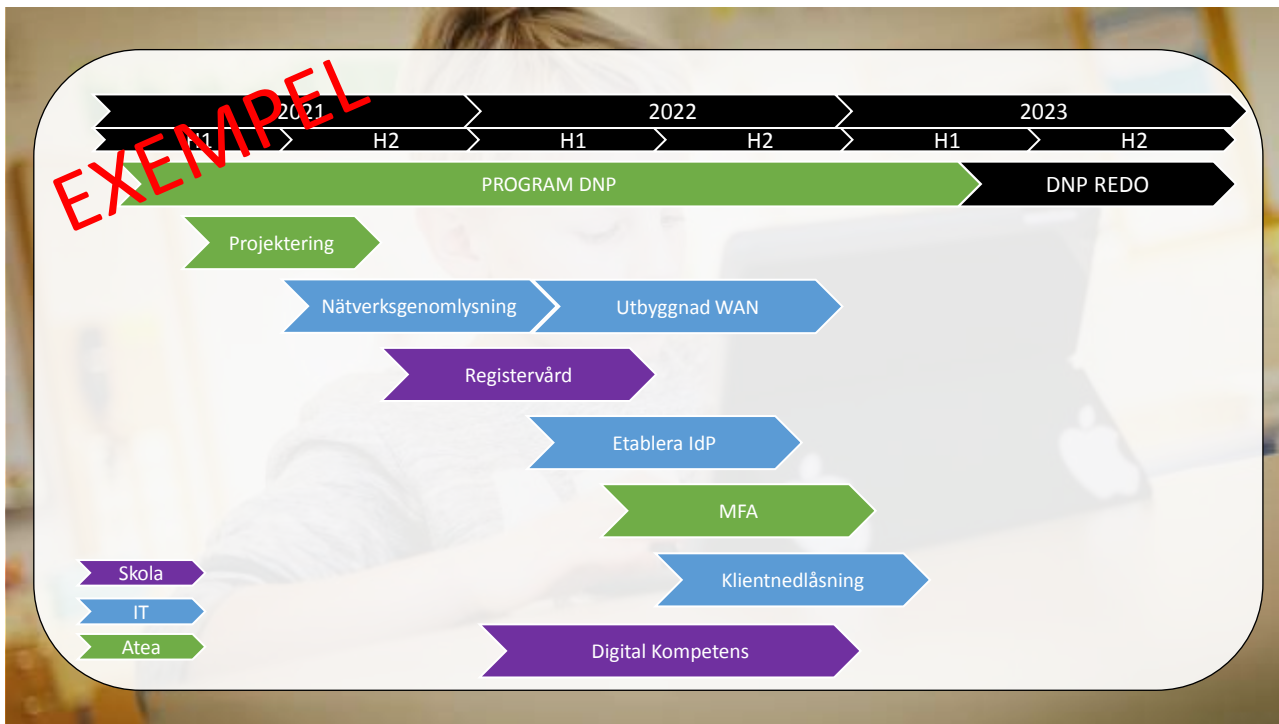 EXEMPEL
2021 2022 2023
H1 H2 H1 H2 H1 H2
PROGRAM DNP DNP REDO
Projektering
Nätverksgenomlysning Utbyggnad WAN
Registervård
Etablera IdP
MFA
Skola Klientnedlåsning
IT
Atea Digital Kompetens